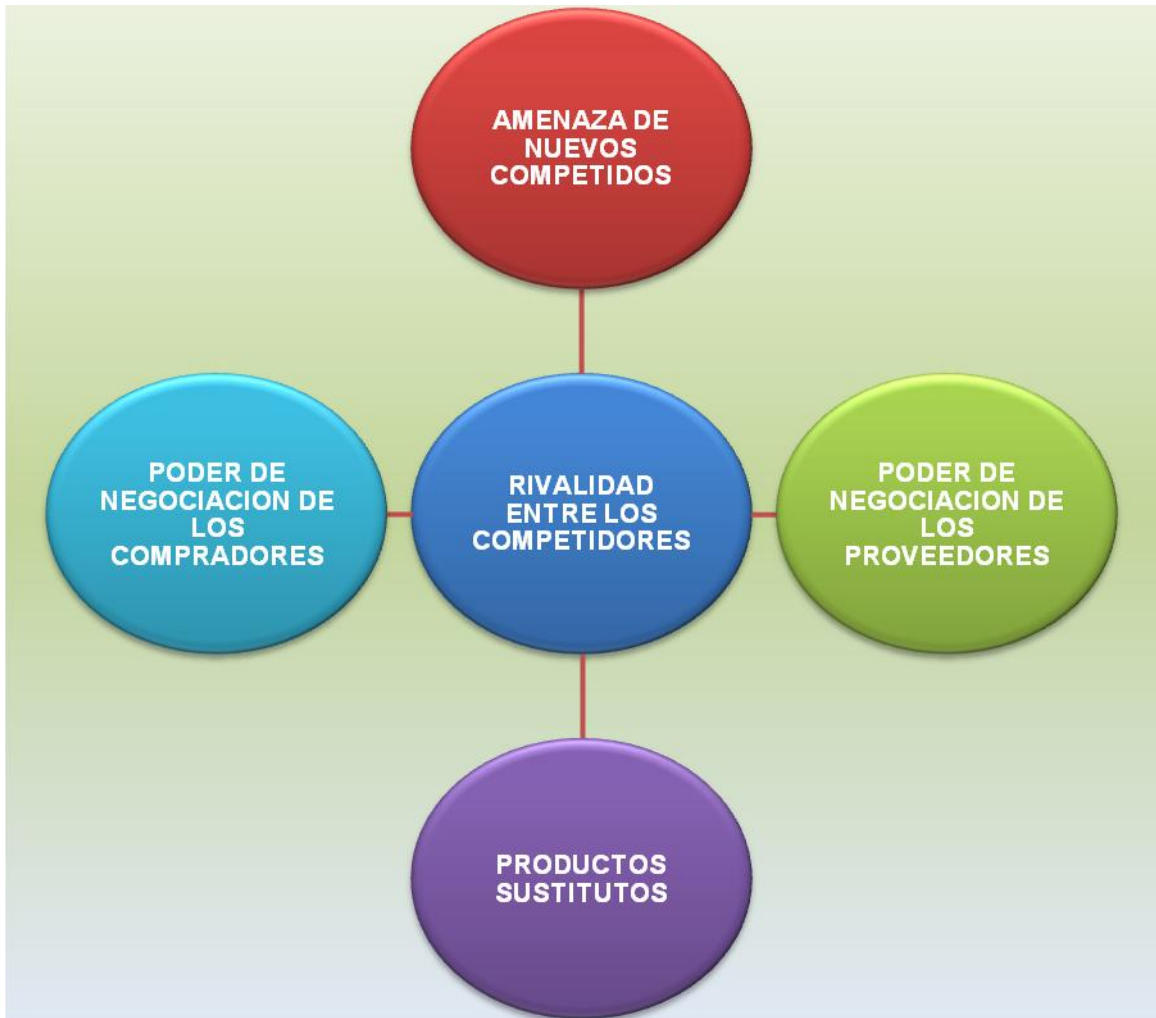 AMENAZA DE
NUEVOS
COMPETIDOS
PODER DE
NEGOCIACION DE
LOS
COMPRADORES
RIVALIDAD
ENTRE LOS
COMPETIDORES
PODER DE
NEGOCIACION DE
LOS
PROVEEDORES
PRODUCTOS
SUSTITUTOS